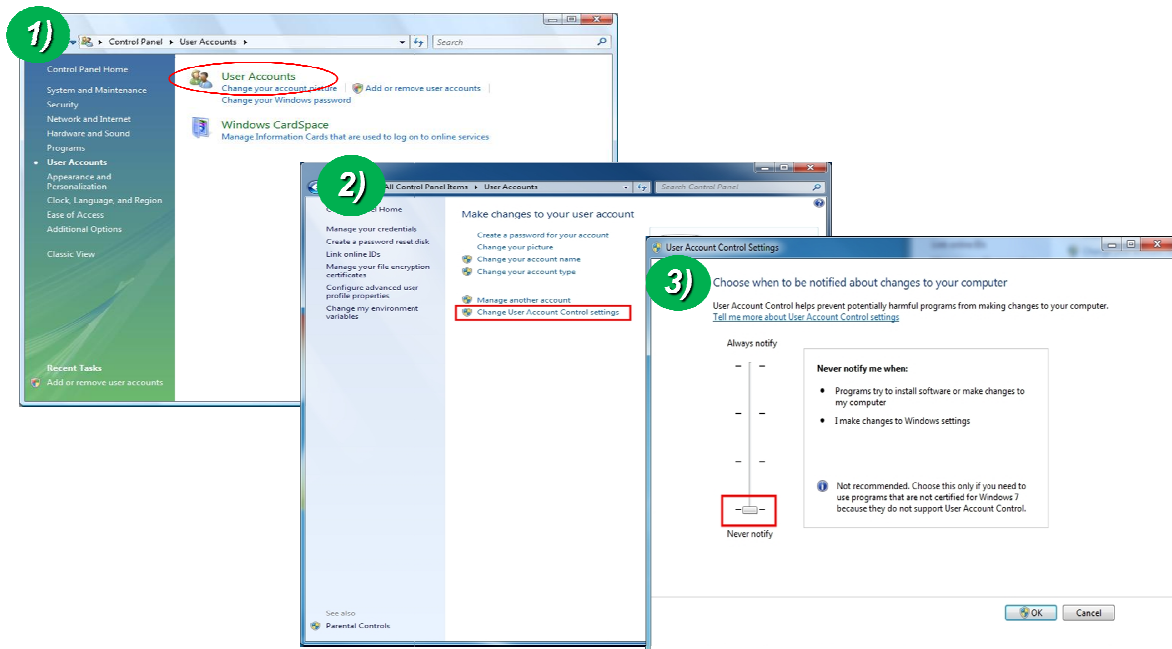 1)
Control Panel ▸ User Accounts ▸
Search
Control Panel Home
System and Maintenance
Security
Network and Internet
Hardware and Sound
Programs
• User Accounts
Appearance and
Personalization
Clock, Language, and Region
Ease of Access
Additional Options
Classic View
Recent Tasks
Add or remove user accounts
User Accounts
Change your account picture
Add or remove user accounts
Change your Windows password
Windows CardSpace
Manage Information Cards that are used to log on to online services
2)
All Control Panel Items ▸ User Accounts
Search Control Panel
Home
Manage your credentials
Create a password reset disk
Link online IDs
Manage your file encryption
certificates
Configure advanced user
profile properties
Change my environment
variables
See also
Parental Controls
Make changes to your user account
Create a password for your account
Change your picture
Change your account name
Change your account type
Manage another account
Change User Account Control settings
3)
User Account Control Settings
Choose when to be notified about changes to your computer
User Account Control helps prevent potentially harmful programs from making changes to your computer.
Tell me more about User Account Control settings
Always notify
Never notify
Never notify me when:
• Programs try to install software or make changes to
my computer
• I make changes to Windows settings
Not recommended. Choose this only if you need to
use programs that are not certified for Windows 7
because they do not support User Account Control.
OK
Cancel